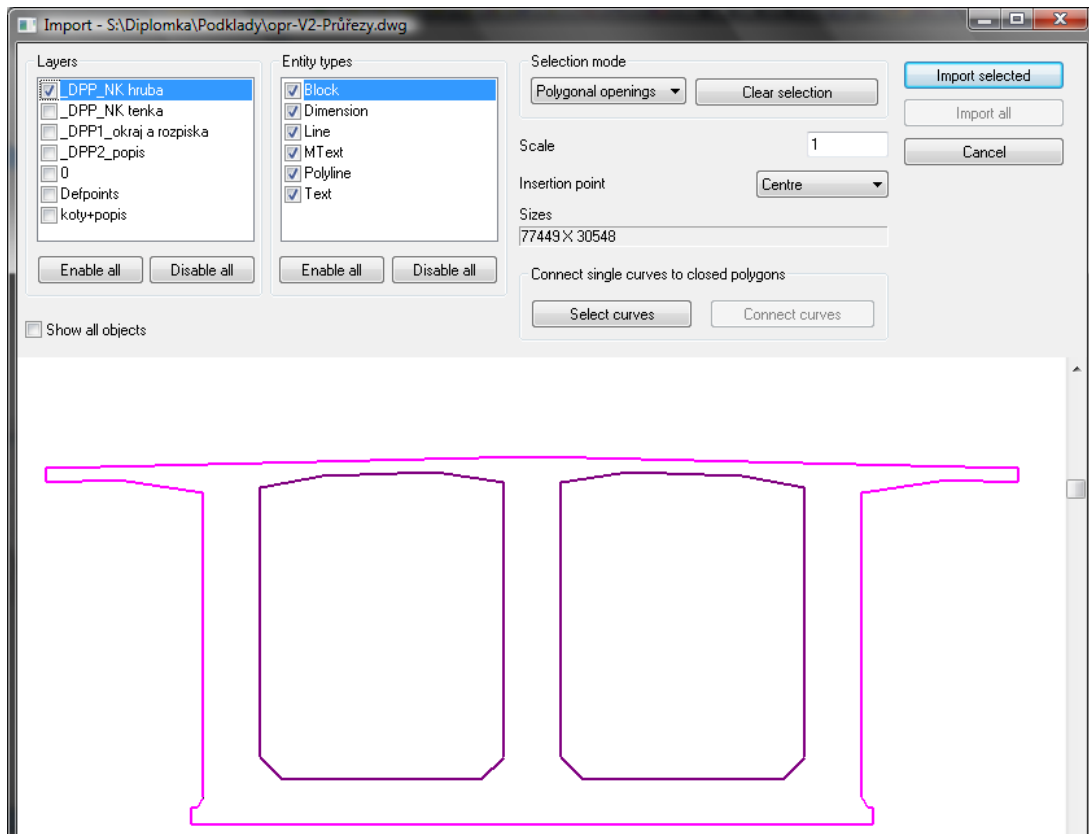 Import - S:\Diplomka\Podklady\opr-V2-Průřezy.dwg
Layers
_DPP_NK hruba
_DPP_NK tenka
_DPP1_okraj a rozpiska
_DPP2_popis
0
Defpoints
koty+popis
Enable all
Disable all
Entity types
Block
Dimension
Line
MText
Polyline
Text
Enable all
Disable all
Selection mode
Polygonal openings
Clear selection
Scale
1
Insertion point
Centre
Sizes
77449 X 30548
Connect single curves to closed polygons
Select curves
Connect curves
Import selected
Import all
Cancel
Show all objects